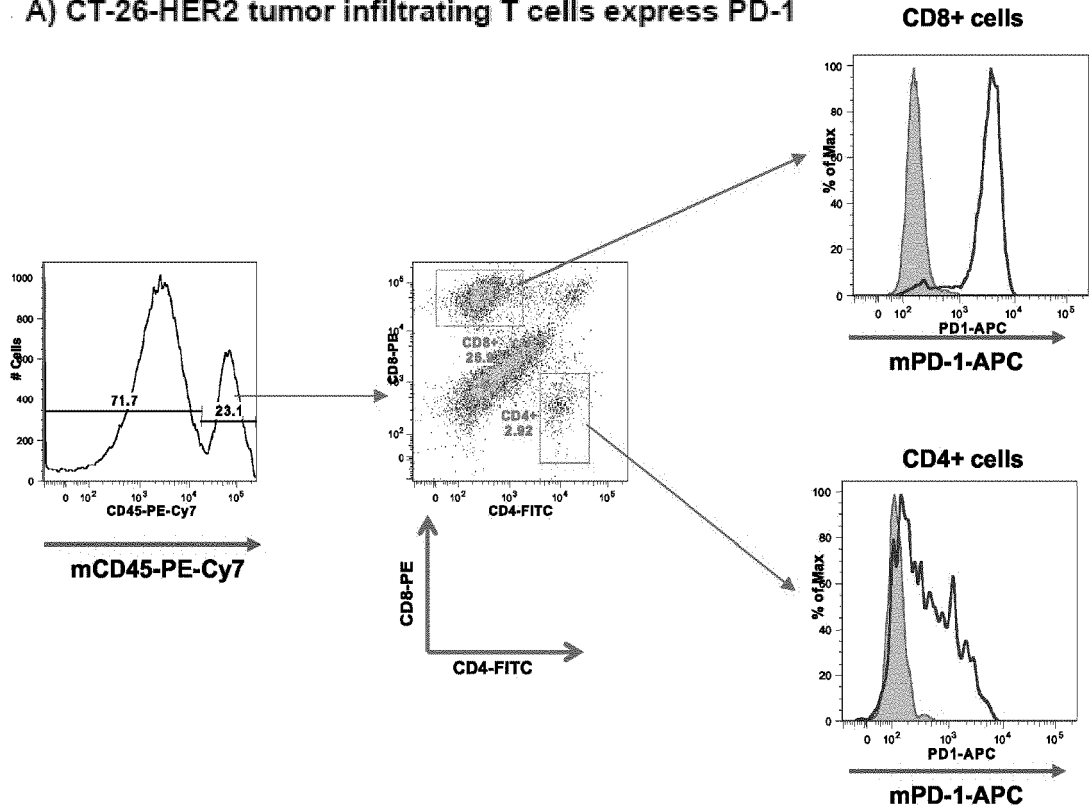 A) CT-26-HER2 tumor infiltrating T cells express PD-1
CD8+ cells
% of Max
100
80
60
40
20
0
0 10² 10³ 10⁴ 10⁵
PD1-APC
mPD-1-APC
# Cells
1000
800
600
400
200
0
71.7
23.1
0 10² 10³ 10⁴ 10⁵
CD45-PE-Cy7
mCD45-PE-Cy7
CD8-PE
10⁵
10⁴
10³
10²
0
CD8+
CD4+
2.92
0 10² 10³ 10⁴ 10⁵
CD4-FITC
CD8-PE
CD4-FITC
CD4+ cells
% of Max
100
80
60
40
20
0
0 10² 10³ 10⁴ 10⁵
PD1-APC
mPD-1-APC